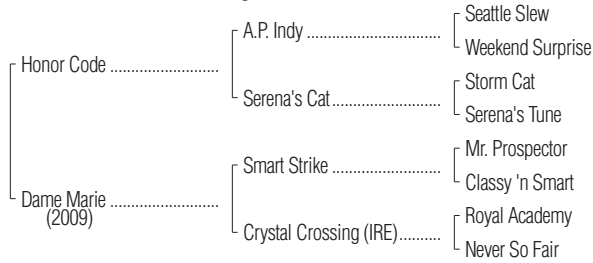 Seattle Slew
A.P. Indy ..........................
Weekend Surprise
Honor Code .....................
Storm Cat
Serena's Cat.....................
Serena's Tune
Mr. Prospector
Smart Strike .....................
Classy 'n Smart
Dame Marie .....................
(2009)
Royal Academy
Crystal Crossing (IRE)..........
Never So Fair